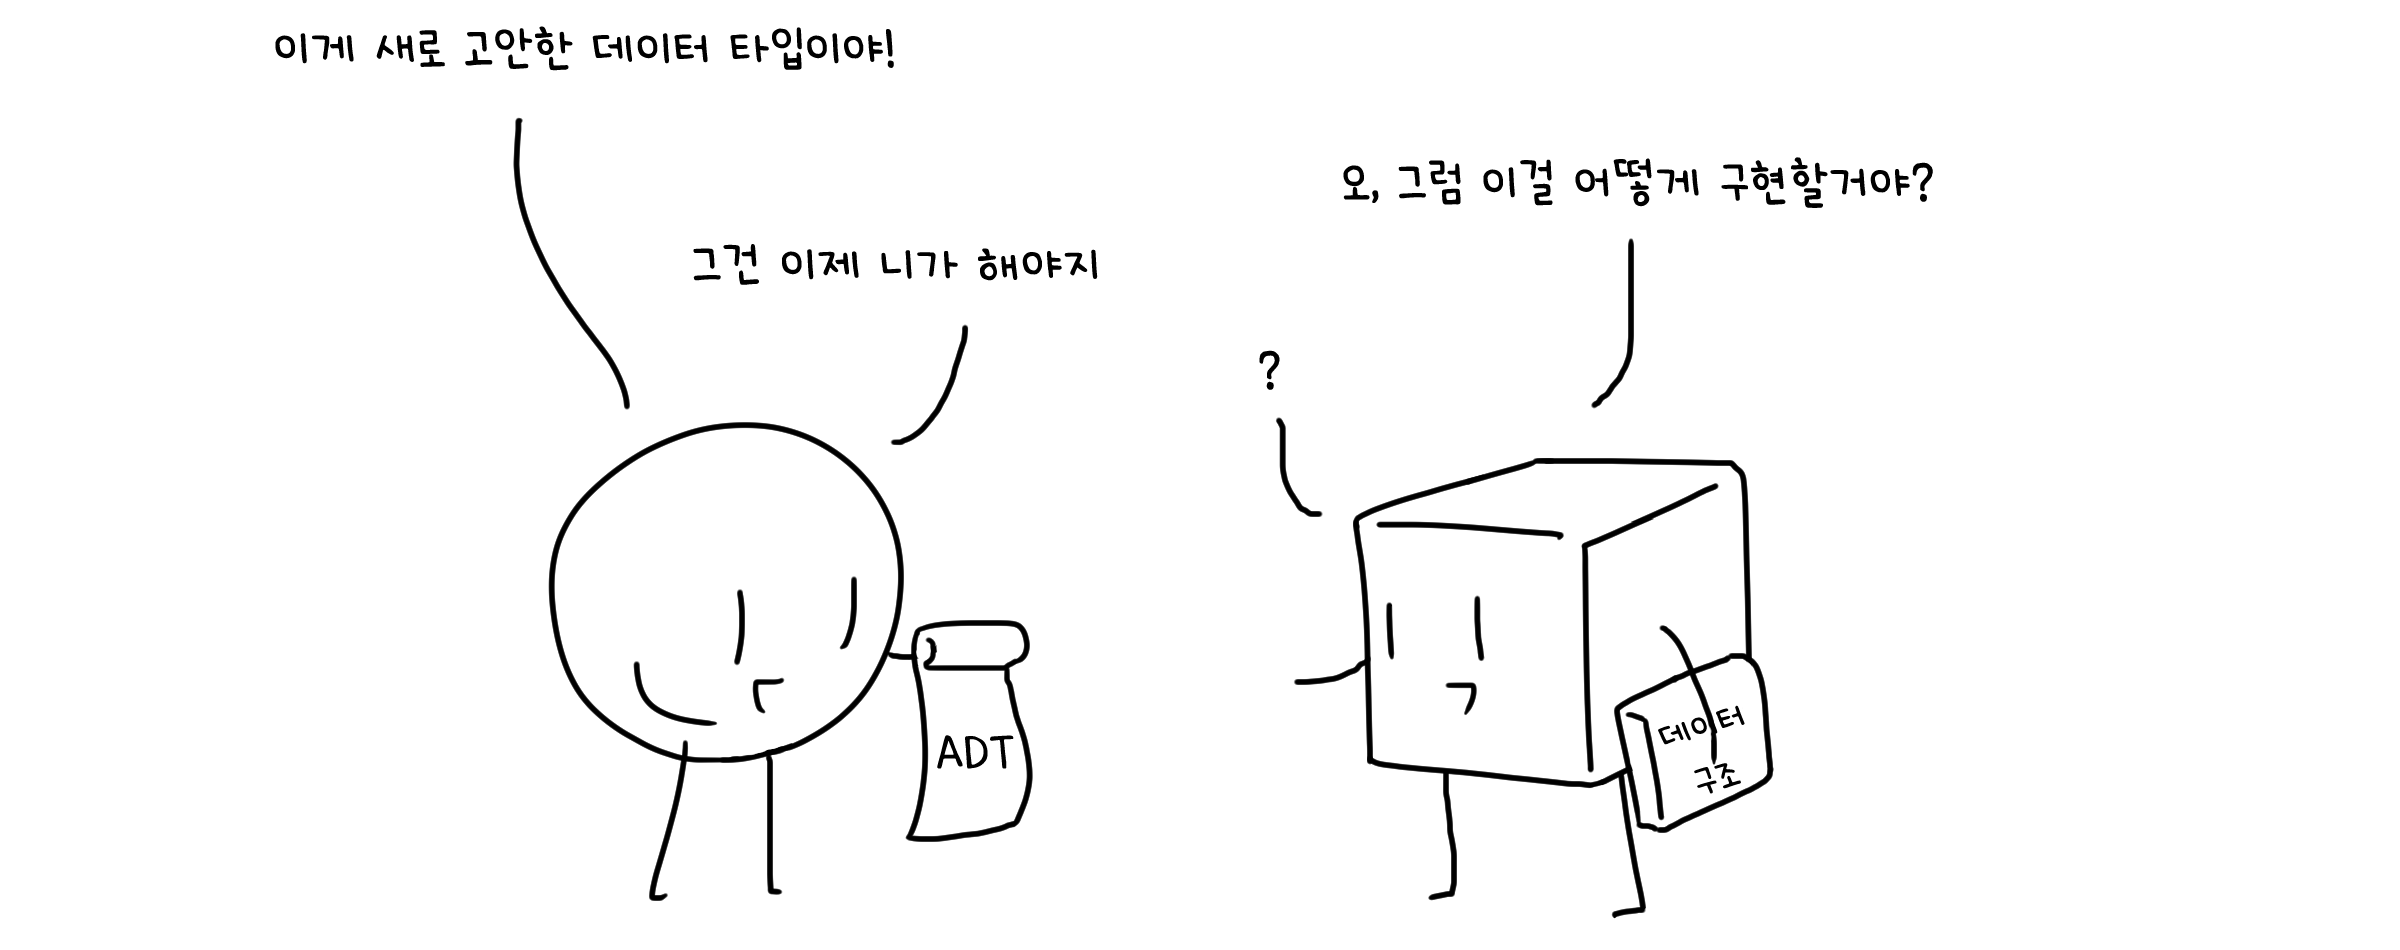 이게 새로 고안한 데이터 타입이야!
오, 그럼 이걸 어떻게 구현할거야?
그건 이제 니가 해야지
?
ADT
데이터
구조